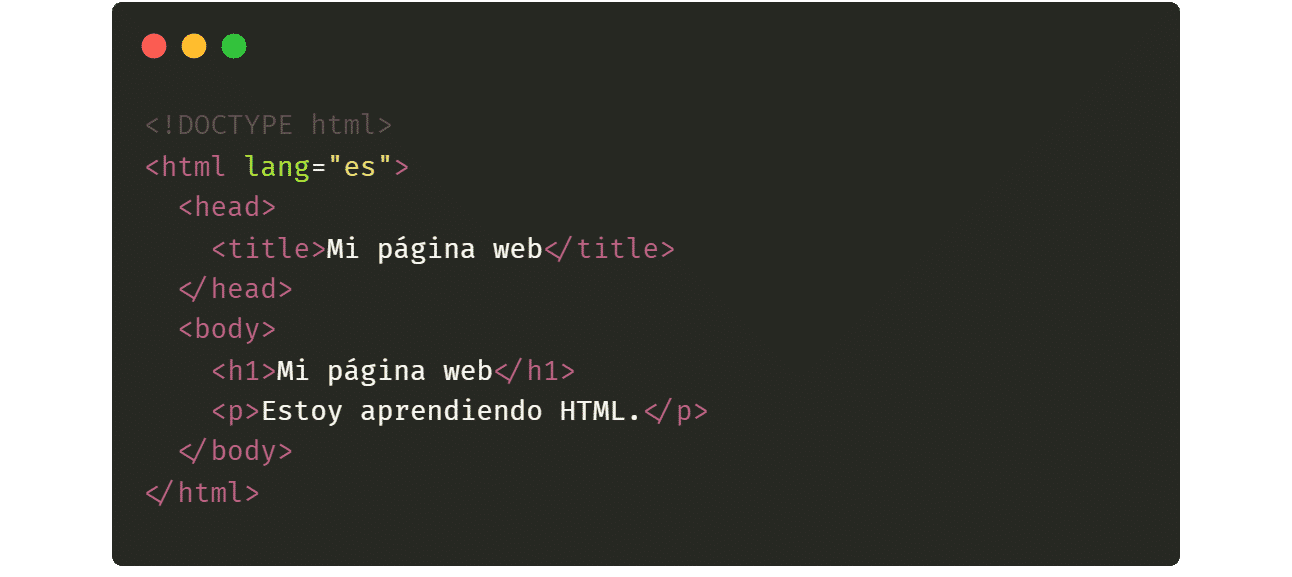 <!DOCTYPE html>
<html lang="es">
  <head>
    <title>Mi página web</title>
  </head>
  <body>
    <h1>Mi página web</h1>
    <p>Estoy aprendiendo HTML.</p>
  </body>
</html>